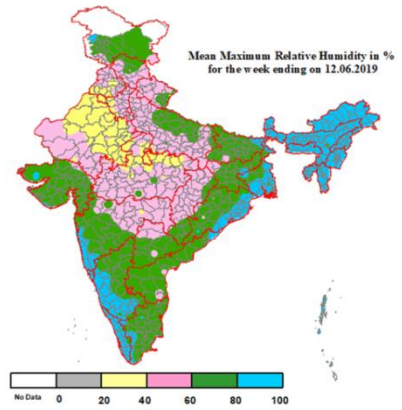 Mean Maximum Relative Humidity in %
for the week ending on 12.06.2019
No Data 0 20 40 60 80 100